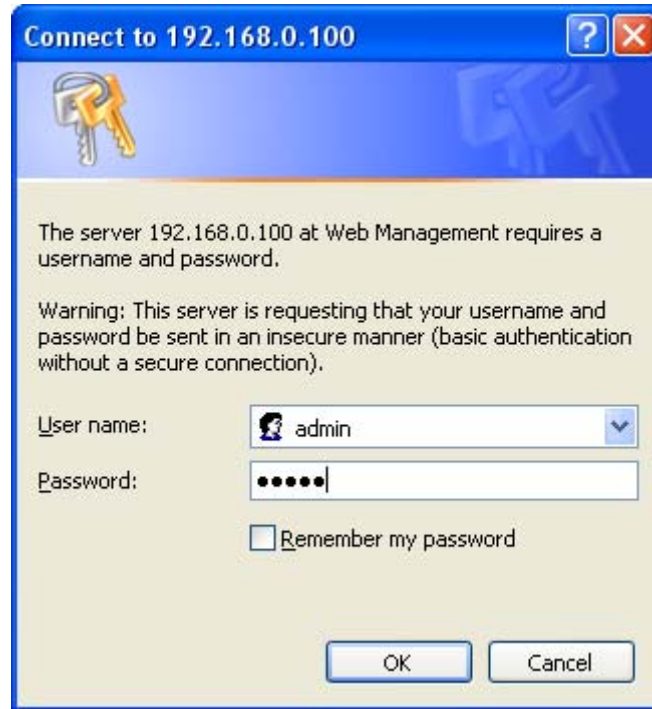 Connect to 192.168.0.100
The server 192.168.0.100 at Web Management requires a
username and password.
Warning: This server is requesting that your username and
password be sent in an insecure manner (basic authentication
without a secure connection).
User name:
admin
Password:
●●●●●
Remember my password
OK
Cancel